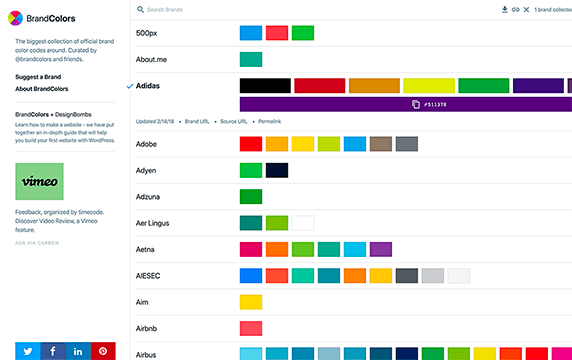 BrandColors
The biggest collection of official brand
color codes around. Curated by
@brandcolors and friends.
Suggest a Brand
About BrandColors
BrandColors + DesignBombs
Learn how to make a website - we have put
together an in-depth guide that will help
you build your first website with WordPress.
vimeo
Feedback, organized by timecode.
Discover Video Review, a Vimeo
feature.
ADS VIA CARBON
Search Brands
1 brand collected
500px
About.me
Adidas
#511378
Updated 2/14/18 • Brand URL • Source URL • Permalink
Adobe
Adyen
Adzuna
Aer Lingus
Aetna
AIESEC
Aim
Airbnb
Airbus